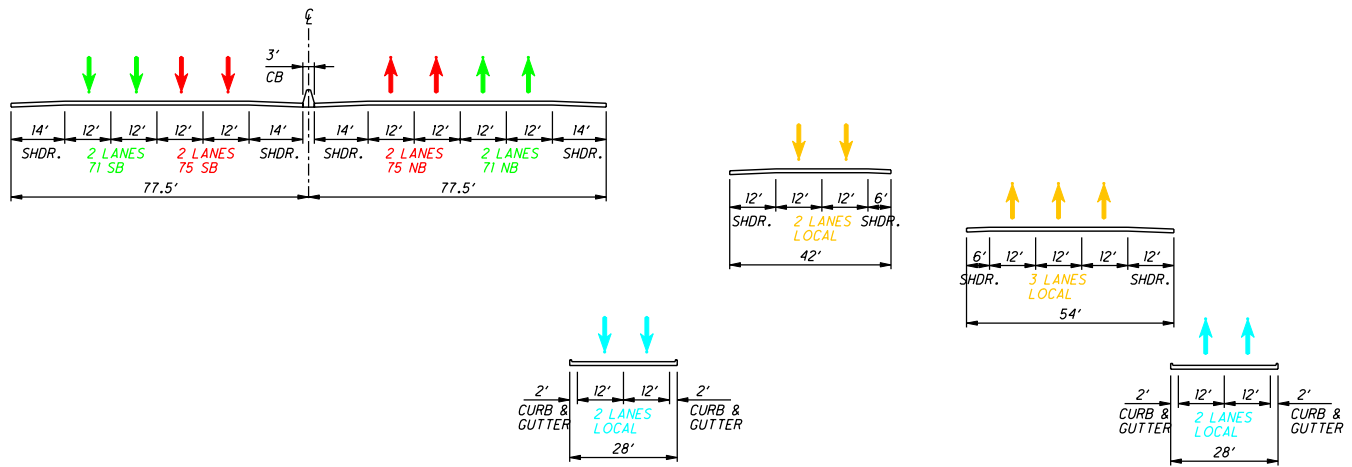 ℄
3'
CB
14' 12' 12' 12' 12' 14' 14' 12' 12' 12' 12' 14'
SHDR. 2 LANES 2 LANES SHDR. SHDR. 2 LANES 2 LANES SHDR.
71 SB 75 SB 75 NB 71 NB
77.5' 77.5'
12' 12' 12' 6'
SHDR. 2 LANES SHDR.
LOCAL
42'
6' 12' 12' 12' 12'
SHDR. 3 LANES SHDR.
LOCAL
54'
2' 12' 12' 2'
CURB & 2 LANES CURB &
GUTTER LOCAL GUTTER
28'
2' 12' 12' 2'
CURB & 2 LANES CURB &
GUTTER LOCAL GUTTER
28'